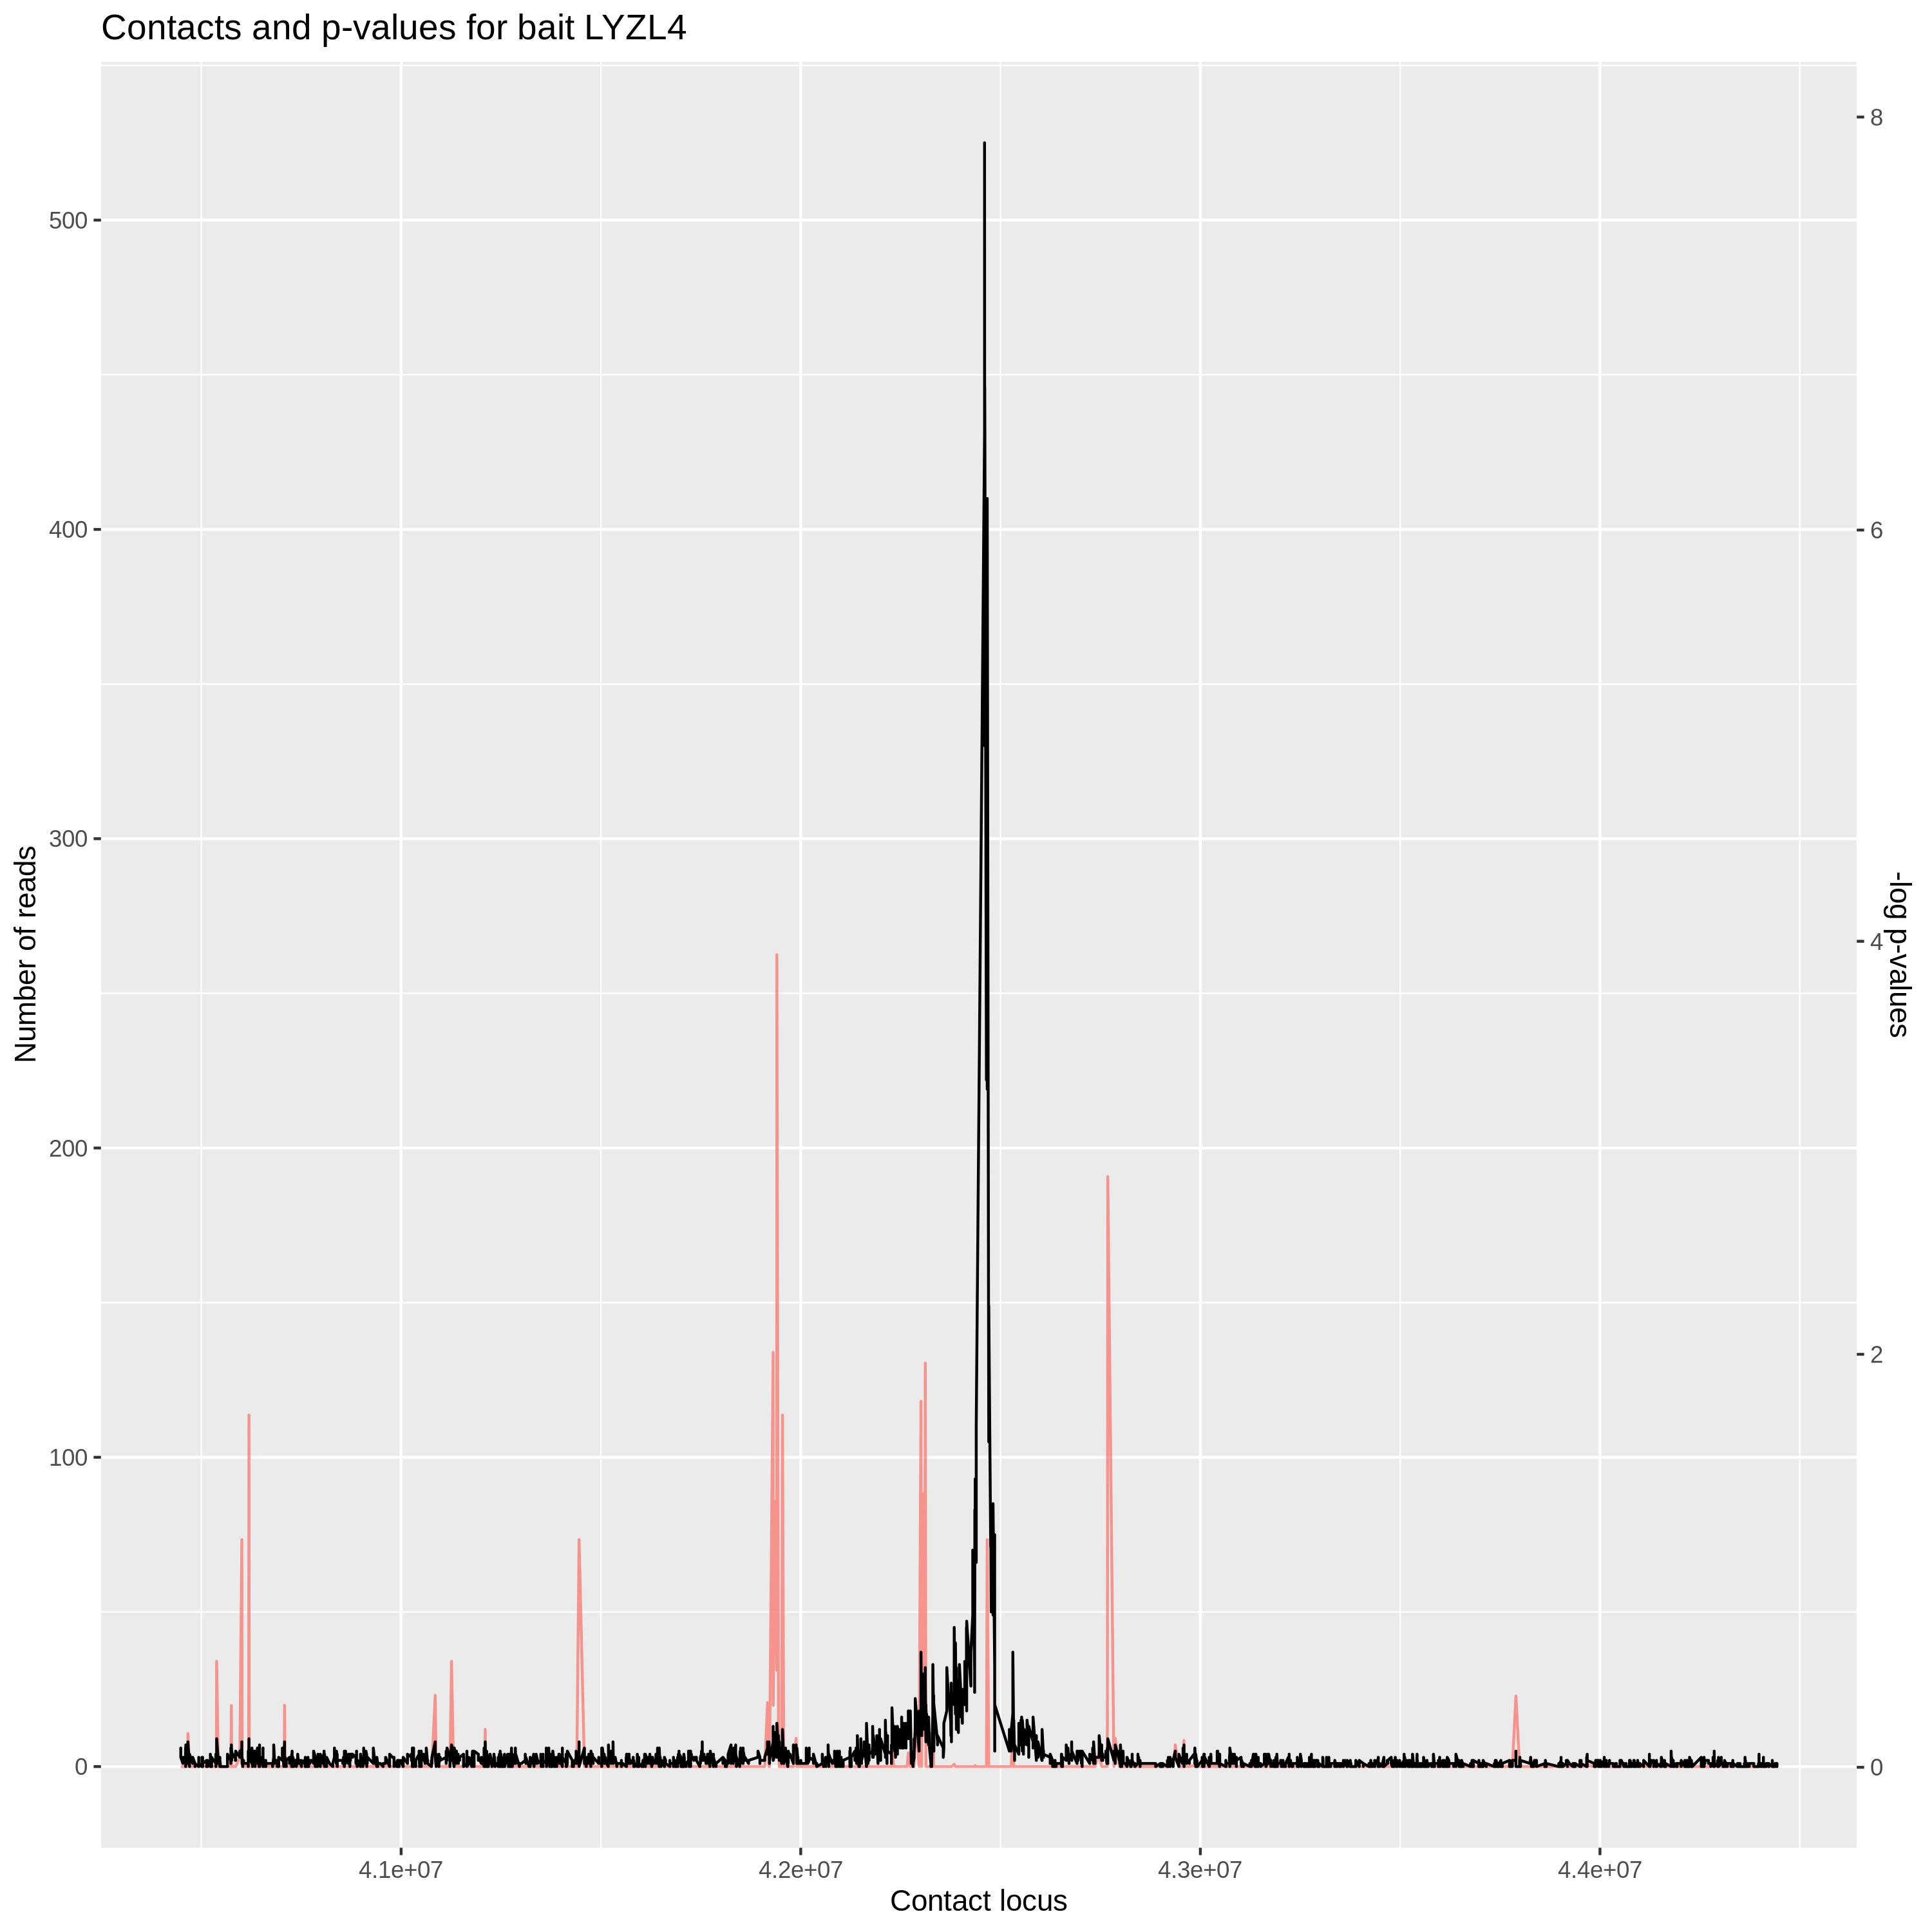 Contacts and p-values for bait LYZL4
500
400
300
200
100
0
Number of reads
8
6
4
2
0
-log p-values
4.1e+07
4.2e+07
4.3e+07
4.4e+07
Contact locus